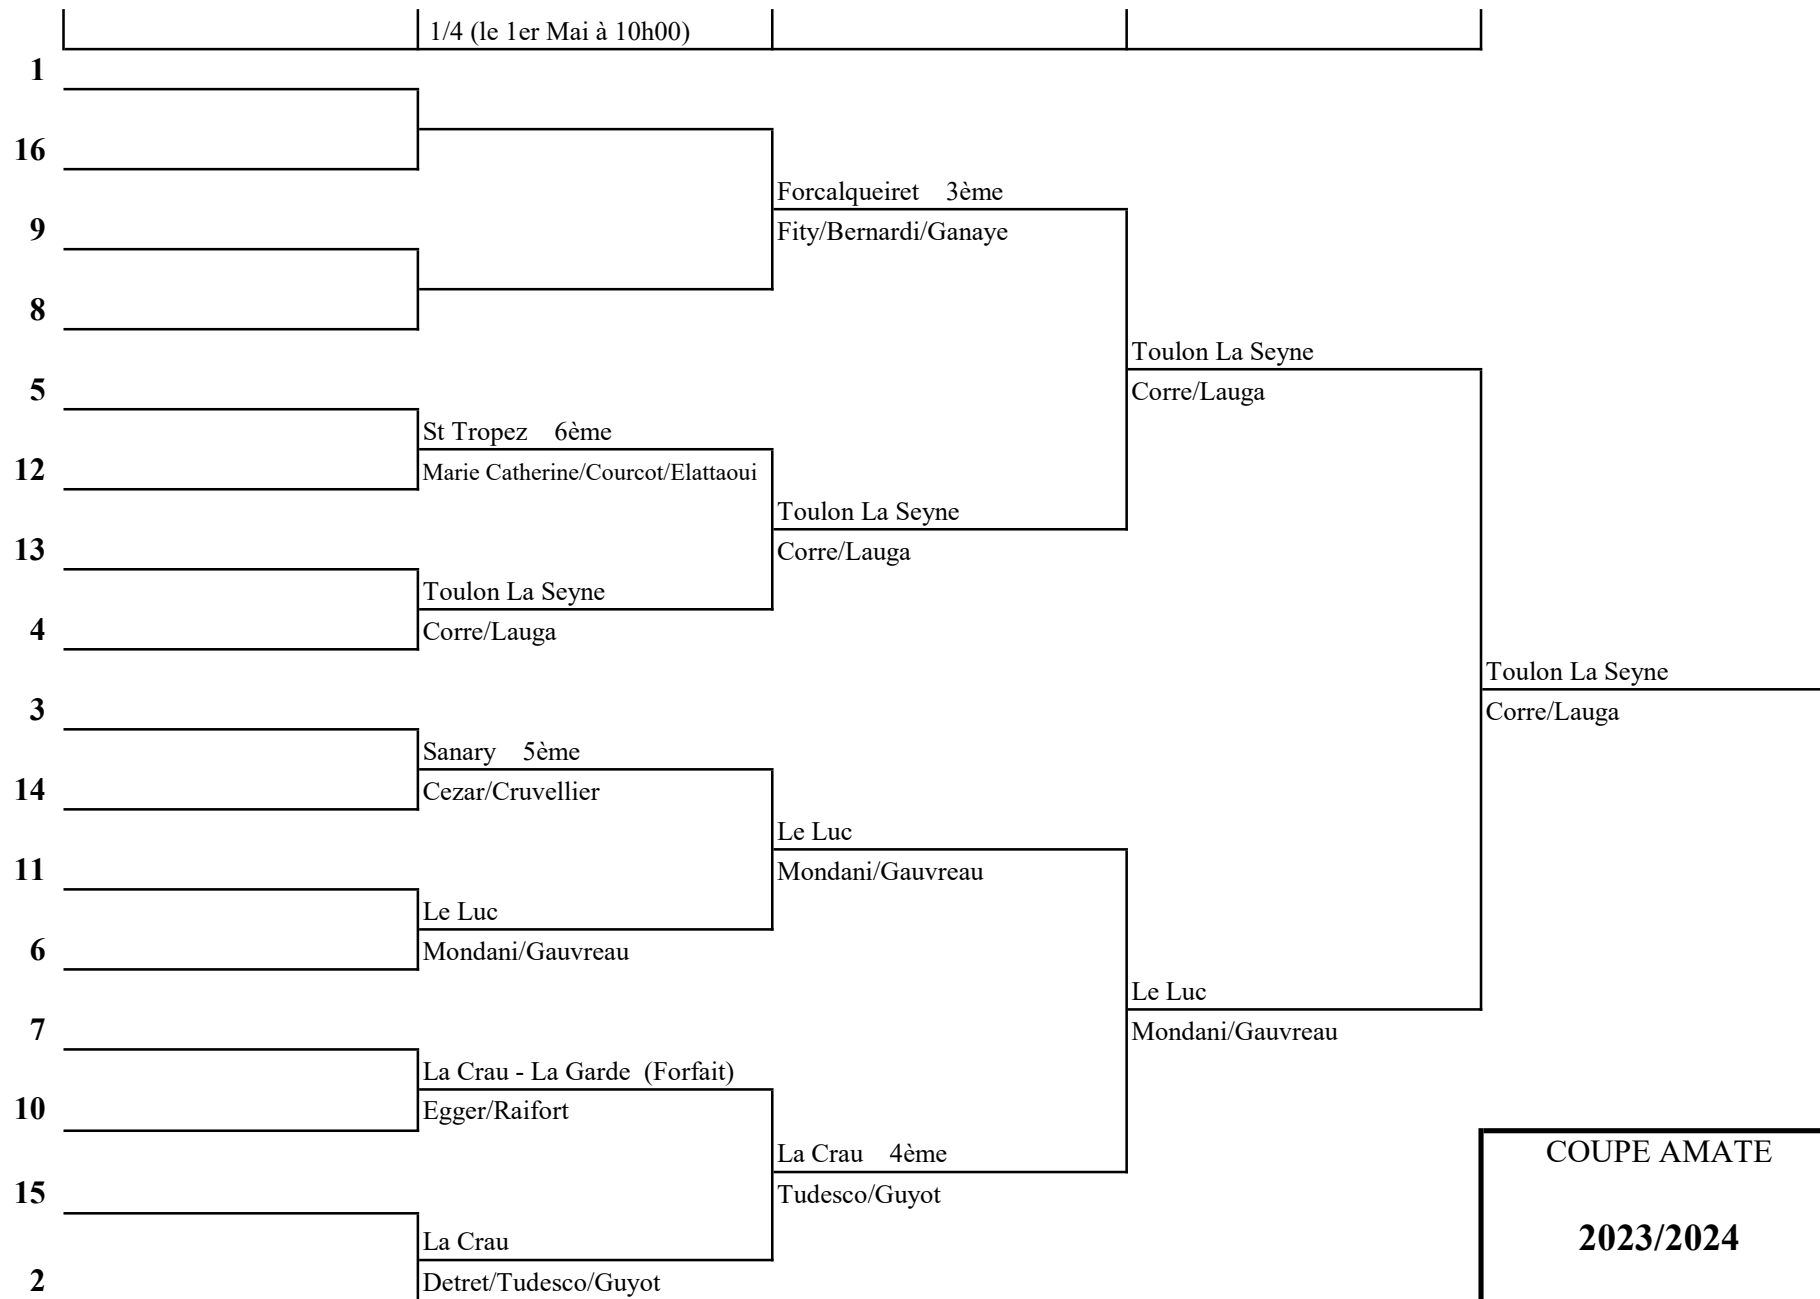 1/4 (le 1er Mai à 10h00)
1
16
Forcalqueiret 3ème
9
Fity/Bernardi/Ganaye
8
Toulon La Seyne
5
Corre/Lauga
St Tropez 6ème
12
Marie Catherine/Courcot/Elattaoui
Toulon La Seyne
13
Corre/Lauga
Toulon La Seyne
4
Corre/Lauga
Toulon La Seyne
3
Corre/Lauga
Sanary 5ème
14
Cezar/Cruvellier
Le Luc
11
Mondani/Gauvreau
Le Luc
6
Mondani/Gauvreau
Le Luc
7
Mondani/Gauvreau
La Crau - La Garde (Forfait)
10
Egger/Raifort
La Crau 4ème
COUPE AMATE
15
Tudesco/Guyot
La Crau
2023/2024
2
Detret/Tudesco/Guyot